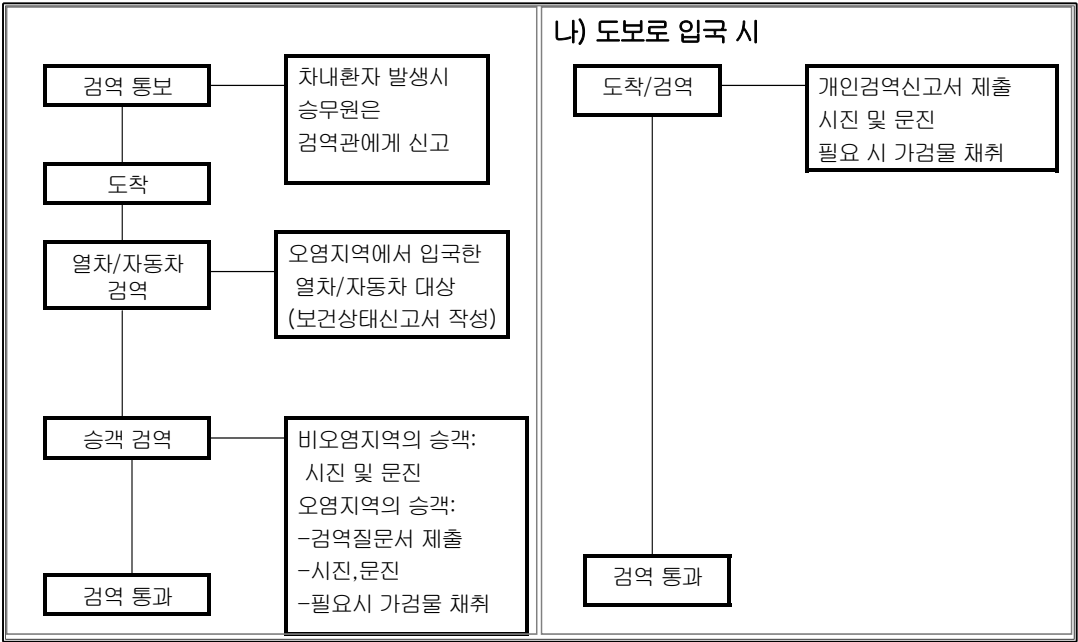 검역 통보
차내환자 발생시
승무원은
검역관에게 신고
도착
열차/자동차
검역
오염지역에서 입국한
열차/자동차 대상
(보건상태신고서 작성)
승객 검역
비오염지역의 승객:
시진 및 문진
오염지역의 승객:
-검역질문서 제출
-시진,문진
-필요시 가검물 채취
검역 통과
나) 도보로 입국 시
도착/검역
개인검역신고서 제출
시진 및 문진
필요 시 가검물 채취
검역 통과